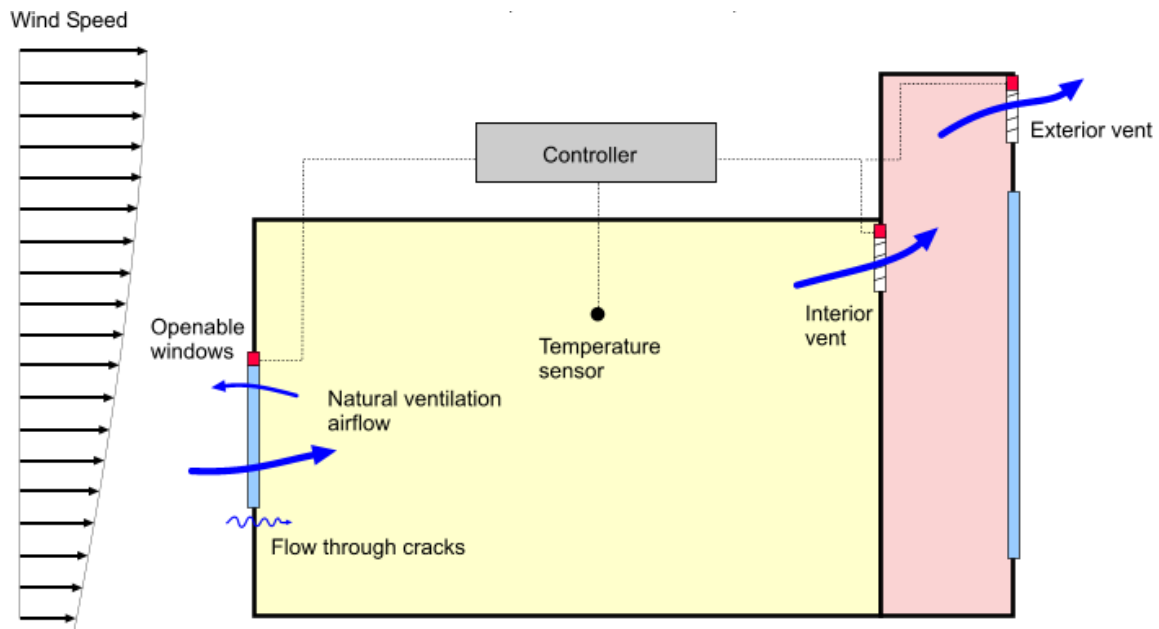 Wind Speed
Controller
Exterior vent
Openable
windows
Interior
vent
Temperature
sensor
Natural ventilation
airflow
Flow through cracks